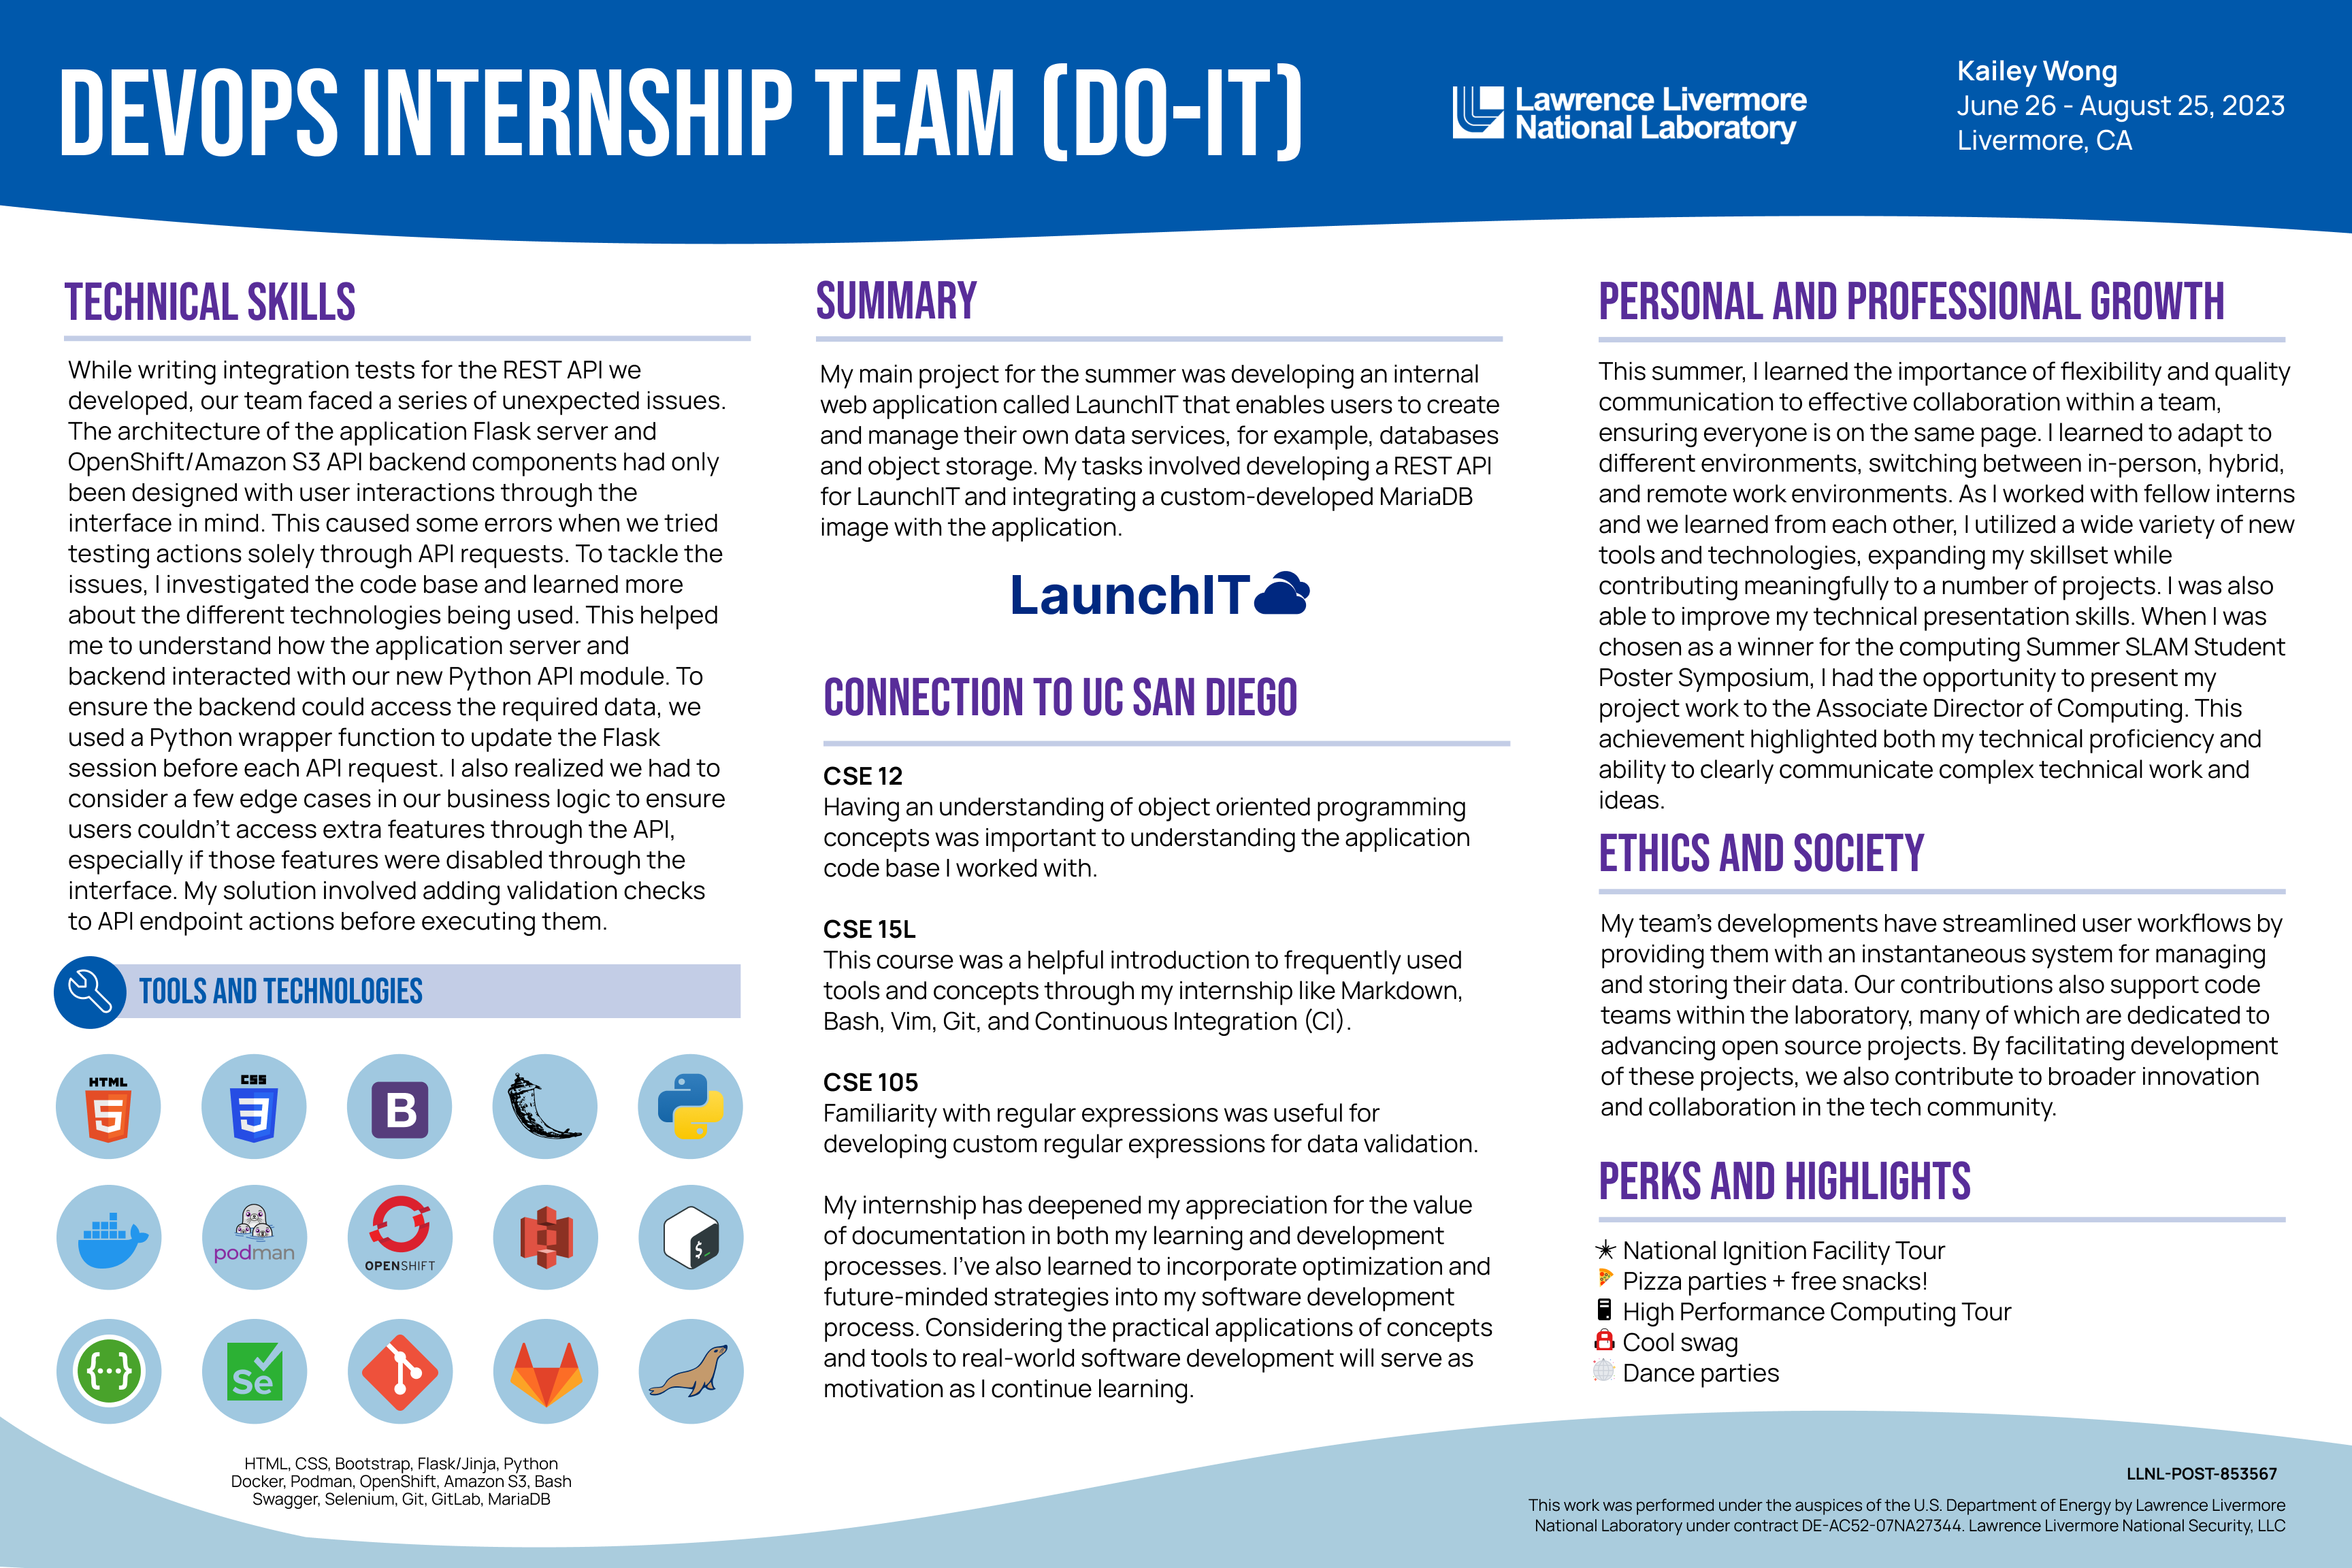 DEVOPS INTERNSHIP TEAM (DO-IT)
Lawrence Livermore
National Laboratory
Kailey Wong
June 26 - August 25, 2023
Livermore, CA
TECHNICAL SKILLS
While writing integration tests for the REST API we
developed, our team faced a series of unexpected issues.
The architecture of the application Flask server and
OpenShift/Amazon S3 API backend components had only
been designed with user interactions through the
interface in mind. This caused some errors when we tried
testing actions solely through API requests. To tackle the
issues, I investigated the code base and learned more
about the different technologies being used. This helped
me to understand how the application server and
backend interacted with our new Python API module. To
ensure the backend could access the required data, we
used a Python wrapper function to update the Flask
session before each API request. I also realized we had to
consider a few edge cases in our business logic to ensure
users couldn't access extra features through the API,
especially if those features were disabled through the
interface. My solution involved adding validation checks
to API endpoint actions before executing them.
TOOLS AND TECHNOLOGIES
HTML
5
CSS
3
B
podman
OPENSHIFT
$_
{...}
Se
HTML, CSS, Bootstrap, Flask/Jinja, Python
Docker, Podman, OpenShift, Amazon S3, Bash
Swagger, Selenium, Git, GitLab, MariaDB
SUMMARY
My main project for the summer was developing an internal
web application called LaunchIT that enables users to create
and manage their own data services, for example, databases
and object storage. My tasks involved developing a REST API
for LaunchIT and integrating a custom-developed MariaDB
image with the application.
LaunchIT
CONNECTION TO UC SAN DIEGO
CSE 12
Having an understanding of object oriented programming
concepts was important to understanding the application
code base I worked with.
CSE 15L
This course was a helpful introduction to frequently used
tools and concepts through my internship like Markdown,
Bash, Vim, Git, and Continuous Integration (CI).
CSE 105
Familiarity with regular expressions was useful for
developing custom regular expressions for data validation.
My internship has deepened my appreciation for the value
of documentation in both my learning and development
processes. I've also learned to incorporate optimization and
future-minded strategies into my software development
process. Considering the practical applications of concepts
and tools to real-world software development will serve as
motivation as I continue learning.
PERSONAL AND PROFESSIONAL GROWTH
This summer, I learned the importance of flexibility and quality
communication to effective collaboration within a team,
ensuring everyone is on the same page. I learned to adapt to
different environments, switching between in-person, hybrid,
and remote work environments. As I worked with fellow interns
and we learned from each other, I utilized a wide variety of new
tools and technologies, expanding my skillset while
contributing meaningfully to a number of projects. I was also
able to improve my technical presentation skills. When I was
chosen as a winner for the computing Summer SLAM Student
Poster Symposium, I had the opportunity to present my
project work to the Associate Director of Computing. This
achievement highlighted both my technical proficiency and
ability to clearly communicate complex technical work and
ideas.
ETHICS AND SOCIETY
My team's developments have streamlined user workflows by
providing them with an instantaneous system for managing
and storing their data. Our contributions also support code
teams within the laboratory, many of which are dedicated to
advancing open source projects. By facilitating development
of these projects, we also contribute to broader innovation
and collaboration in the tech community.
PERKS AND HIGHLIGHTS
National Ignition Facility Tour
Pizza parties + free snacks!
High Performance Computing Tour
Cool swag
Dance parties
LLNL-POST-853567
This work was performed under the auspices of the U.S. Department of Energy by Lawrence Livermore
National Laboratory under contract DE-AC52-07NA27344. Lawrence Livermore National Security, LLC